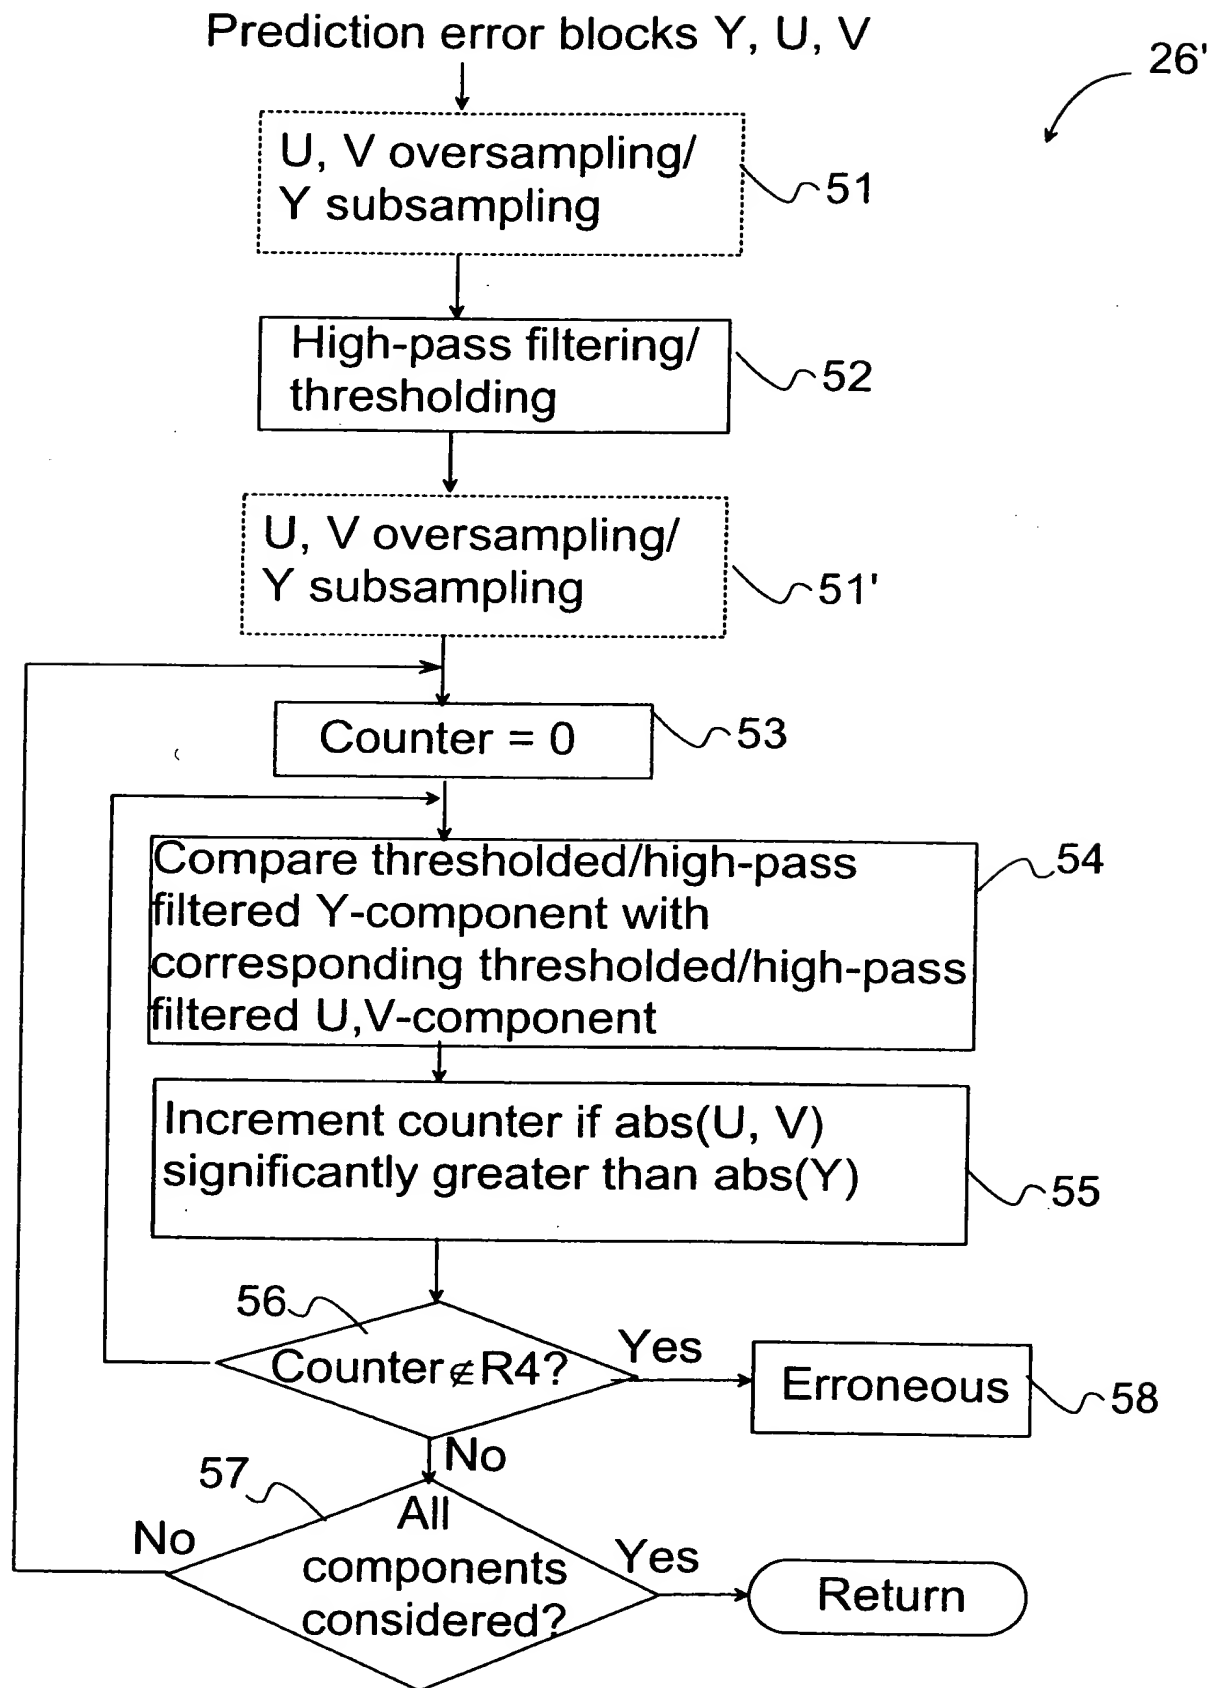 Prediction error blocks Y, U, V
26'
U, V oversampling/
Y subsampling
51
High-pass filtering/
thresholding
52
U, V oversampling/
Y subsampling
51'
Counter = 0
53
Compare thresholded/high-pass
filtered Y-component with
corresponding thresholded/high-pass
filtered U,V-component
54
Increment counter if abs(U, V)
significantly greater than abs(Y)
55
56
Counter∉R4?
Yes
Erroneous
58
No
57
All
components
considered?
No
Yes
Return